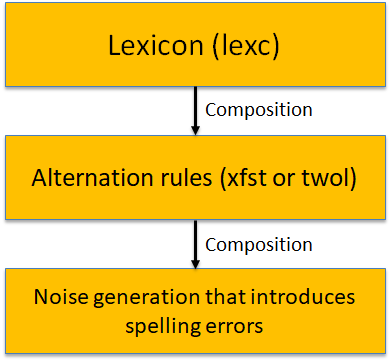 Lexicon (lexc)
Composition
Alternation rules (xfst or twol)
Composition
Noise generation that introduces
spelling errors